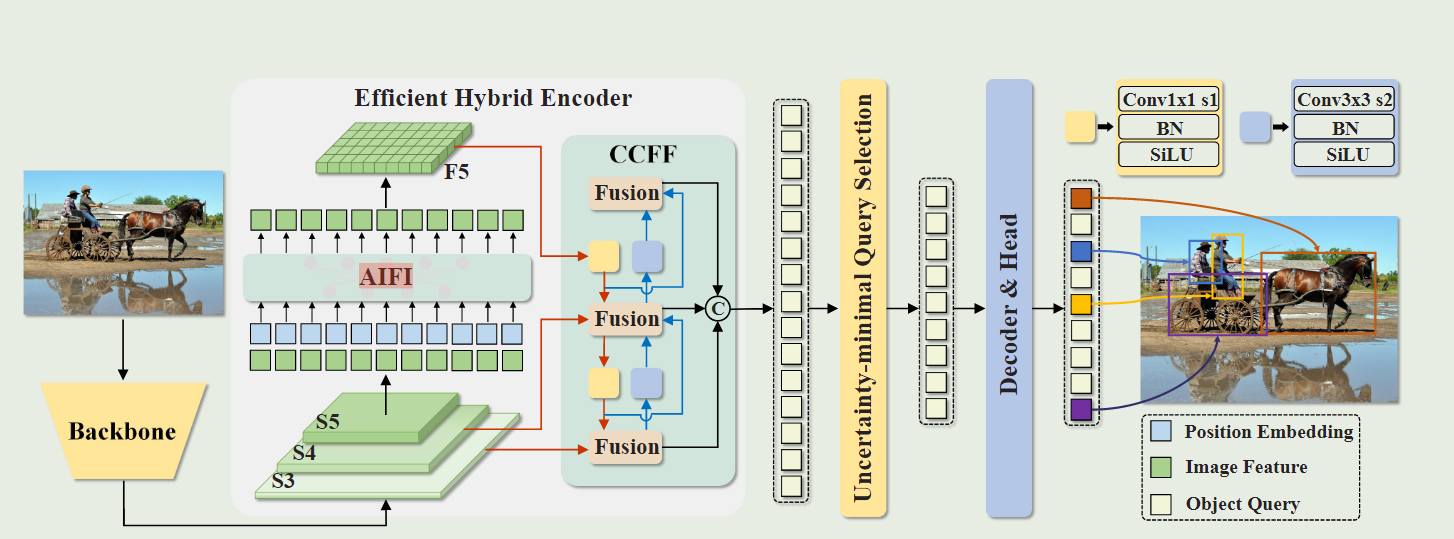 Efficient Hybrid Encoder
F5
AIFI
S5
S4
S3
Backbone
CCFF
Fusion
Fusion
Fusion
C
Uncertainty-minimal Query Selection
Decoder & Head
Conv1x1 s1
BN
SiLU
Conv3x3 s2
BN
SiLU
Position Embedding
Image Feature
Object Query